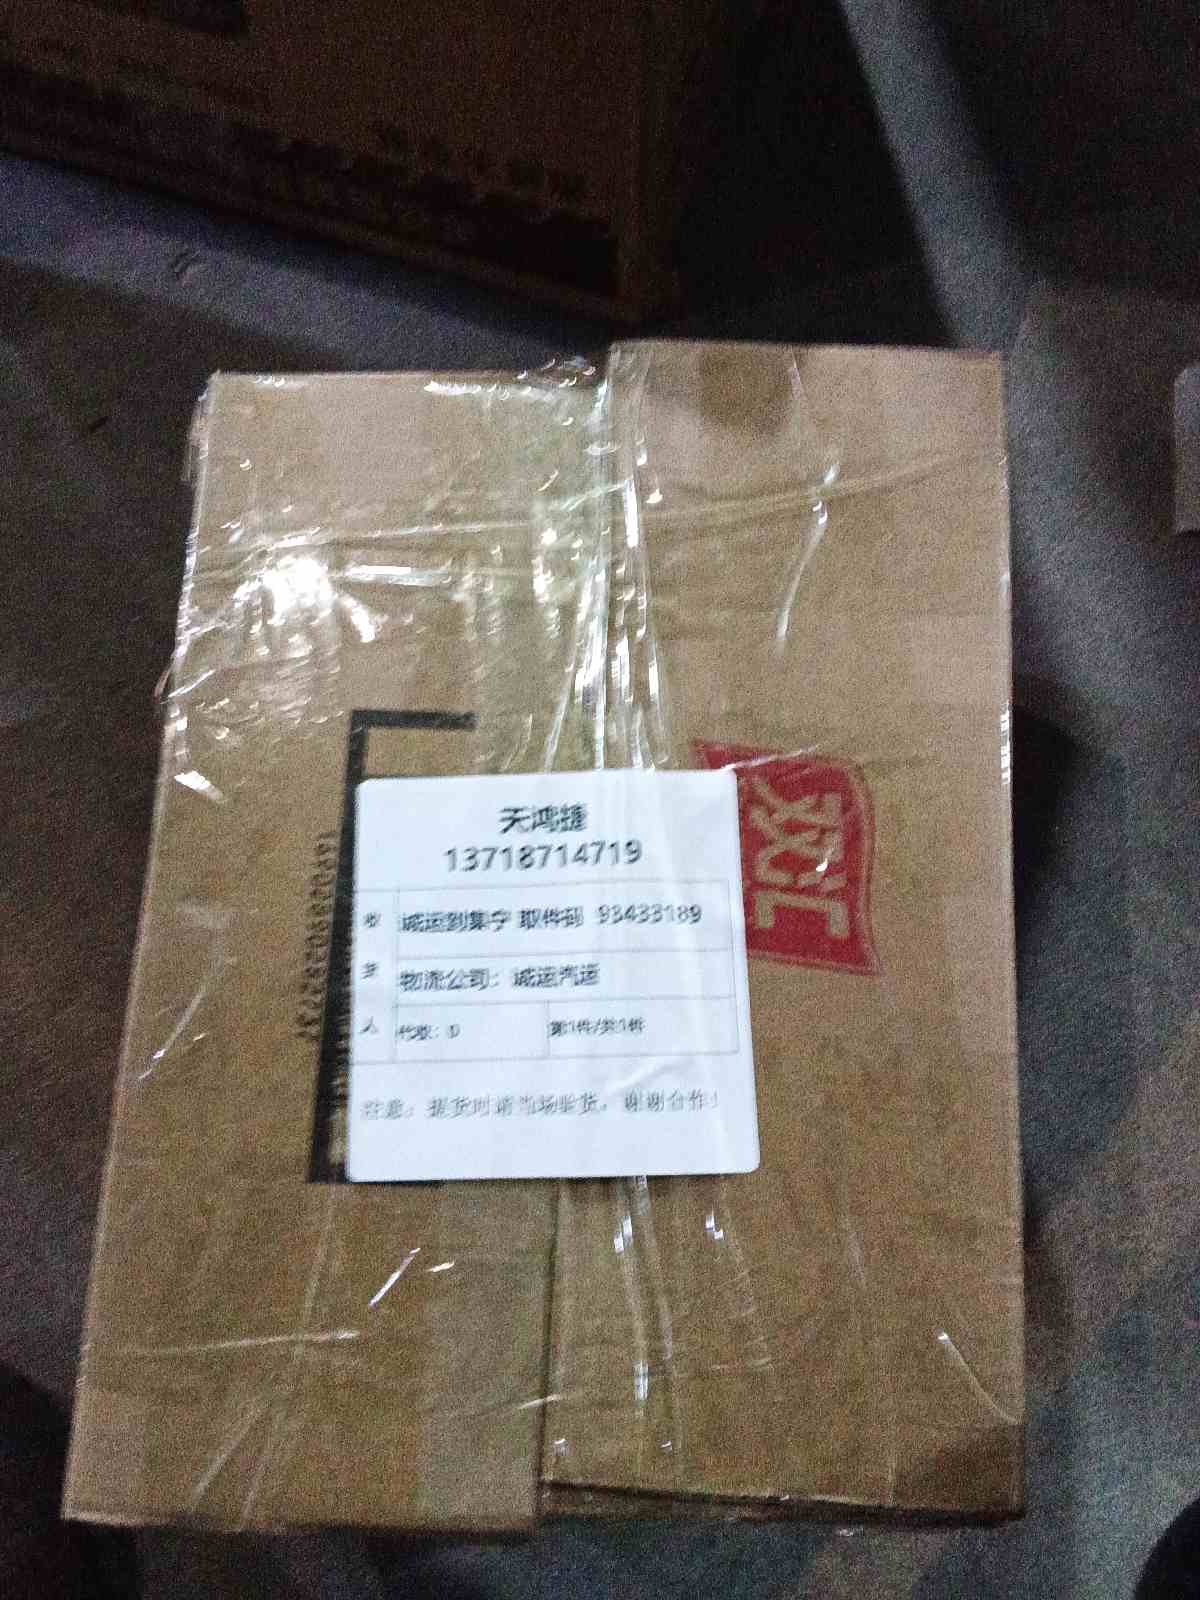 天鸿捷
13718714719
收 诚运到集宁 取件码 93433189
货 物流公司：诚运汽运
人 代收：0 第1件/共1件
注意：提货时请当场验货，谢谢合作！
双汇